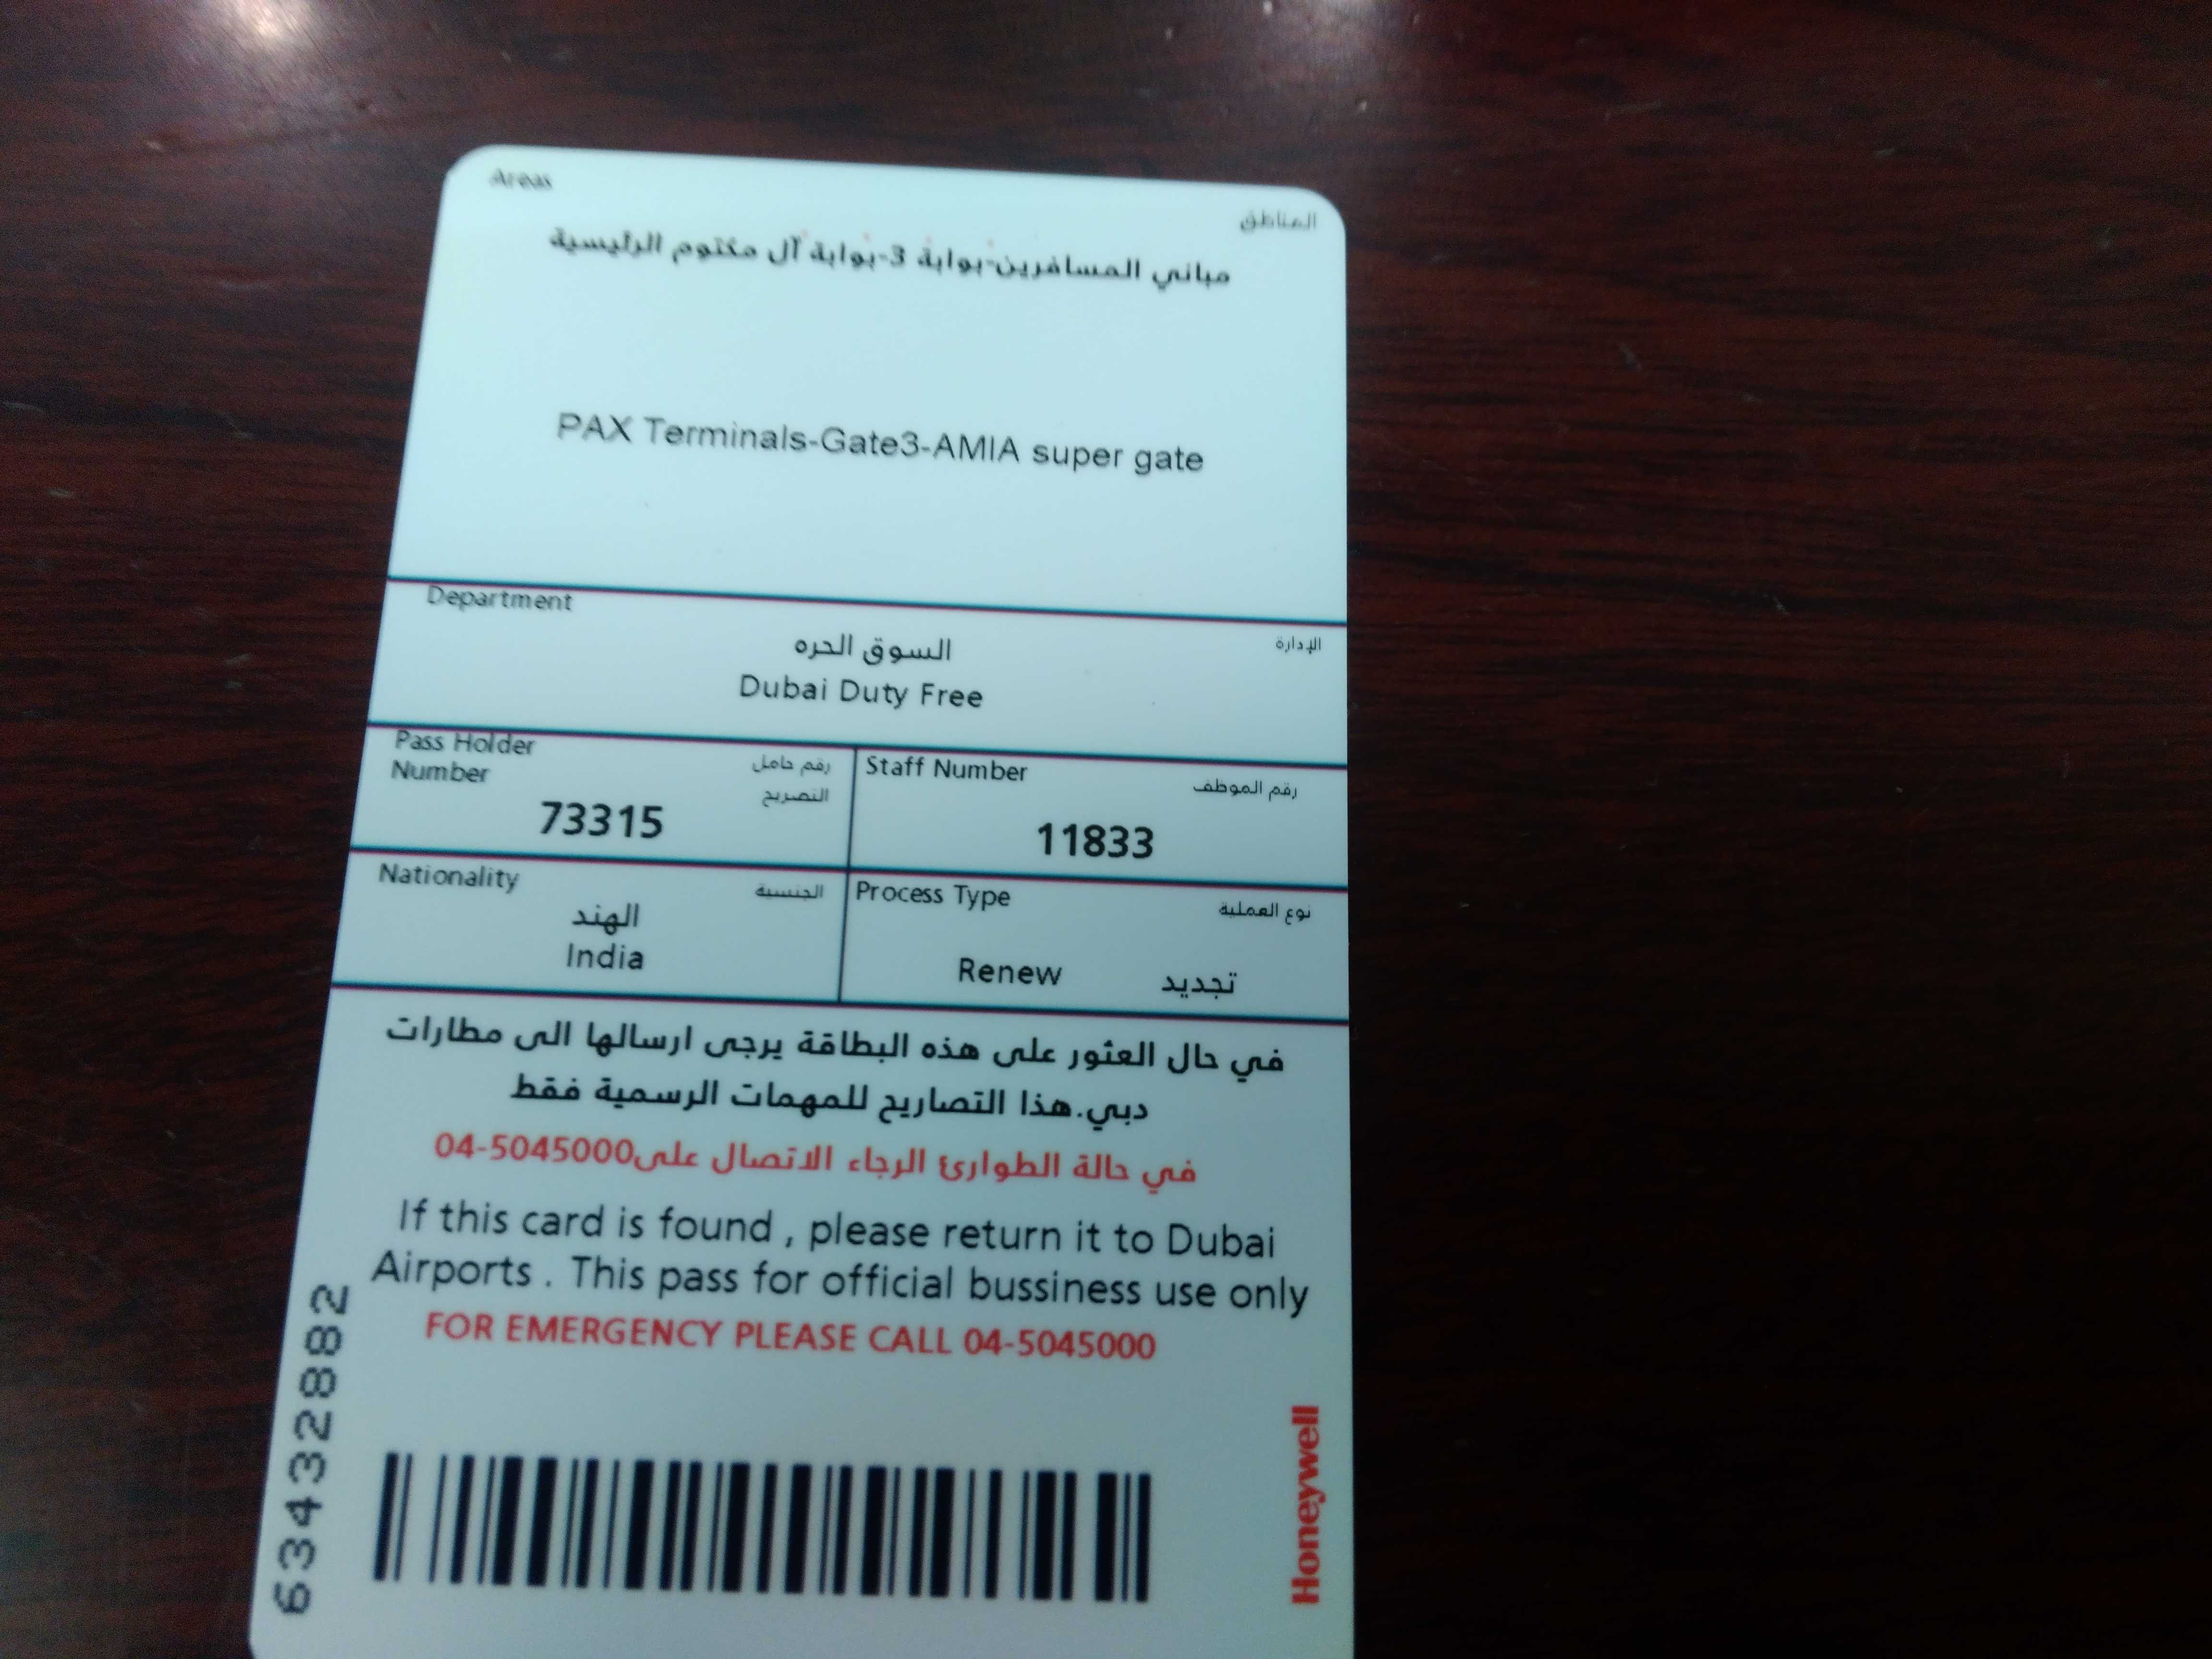 Areas
المناطق
مباني المسافرين-بوابة 3-بوابة آل مكتوم الرئيسية
PAX Terminals-Gate3-AMIA super gate
Department
الإدارة
السوق الحره
Dubai Duty Free
Pass Holder
Number
رقم حامل
التصريح
73315
Staff Number
رقم الموظف
11833
Nationality
الجنسية
الهند
India
Process Type
نوع العملية
Renew تجديد
في حال العثور على هذه البطاقة يرجى ارسالها الى مطارات
دبي.هذا التصاريح للمهمات الرسمية فقط
في حالة الطوارئ الرجاء الاتصال على04-5045000
If this card is found , please return it to Dubai
Airports . This pass for official bussiness use only
FOR EMERGENCY PLEASE CALL 04-5045000
63432882
Honeywell